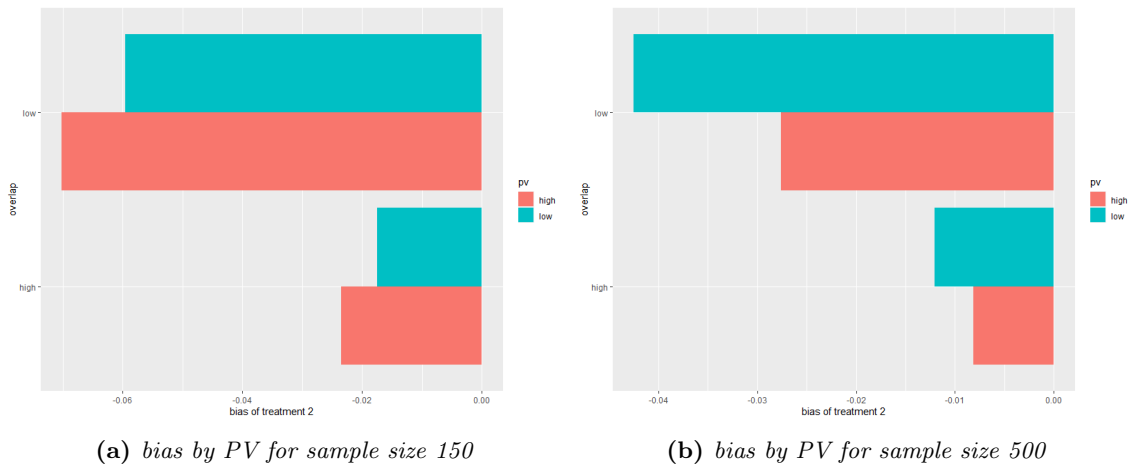 low
high
overlap
-0.06
-0.04
-0.02
0.00
bias of treatment 2
pv
high
low
(a) bias by PV for sample size 150
low
high
overlap
-0.04
-0.03
-0.02
-0.01
0.00
bias of treatment 2
pv
high
low
(b) bias by PV for sample size 500